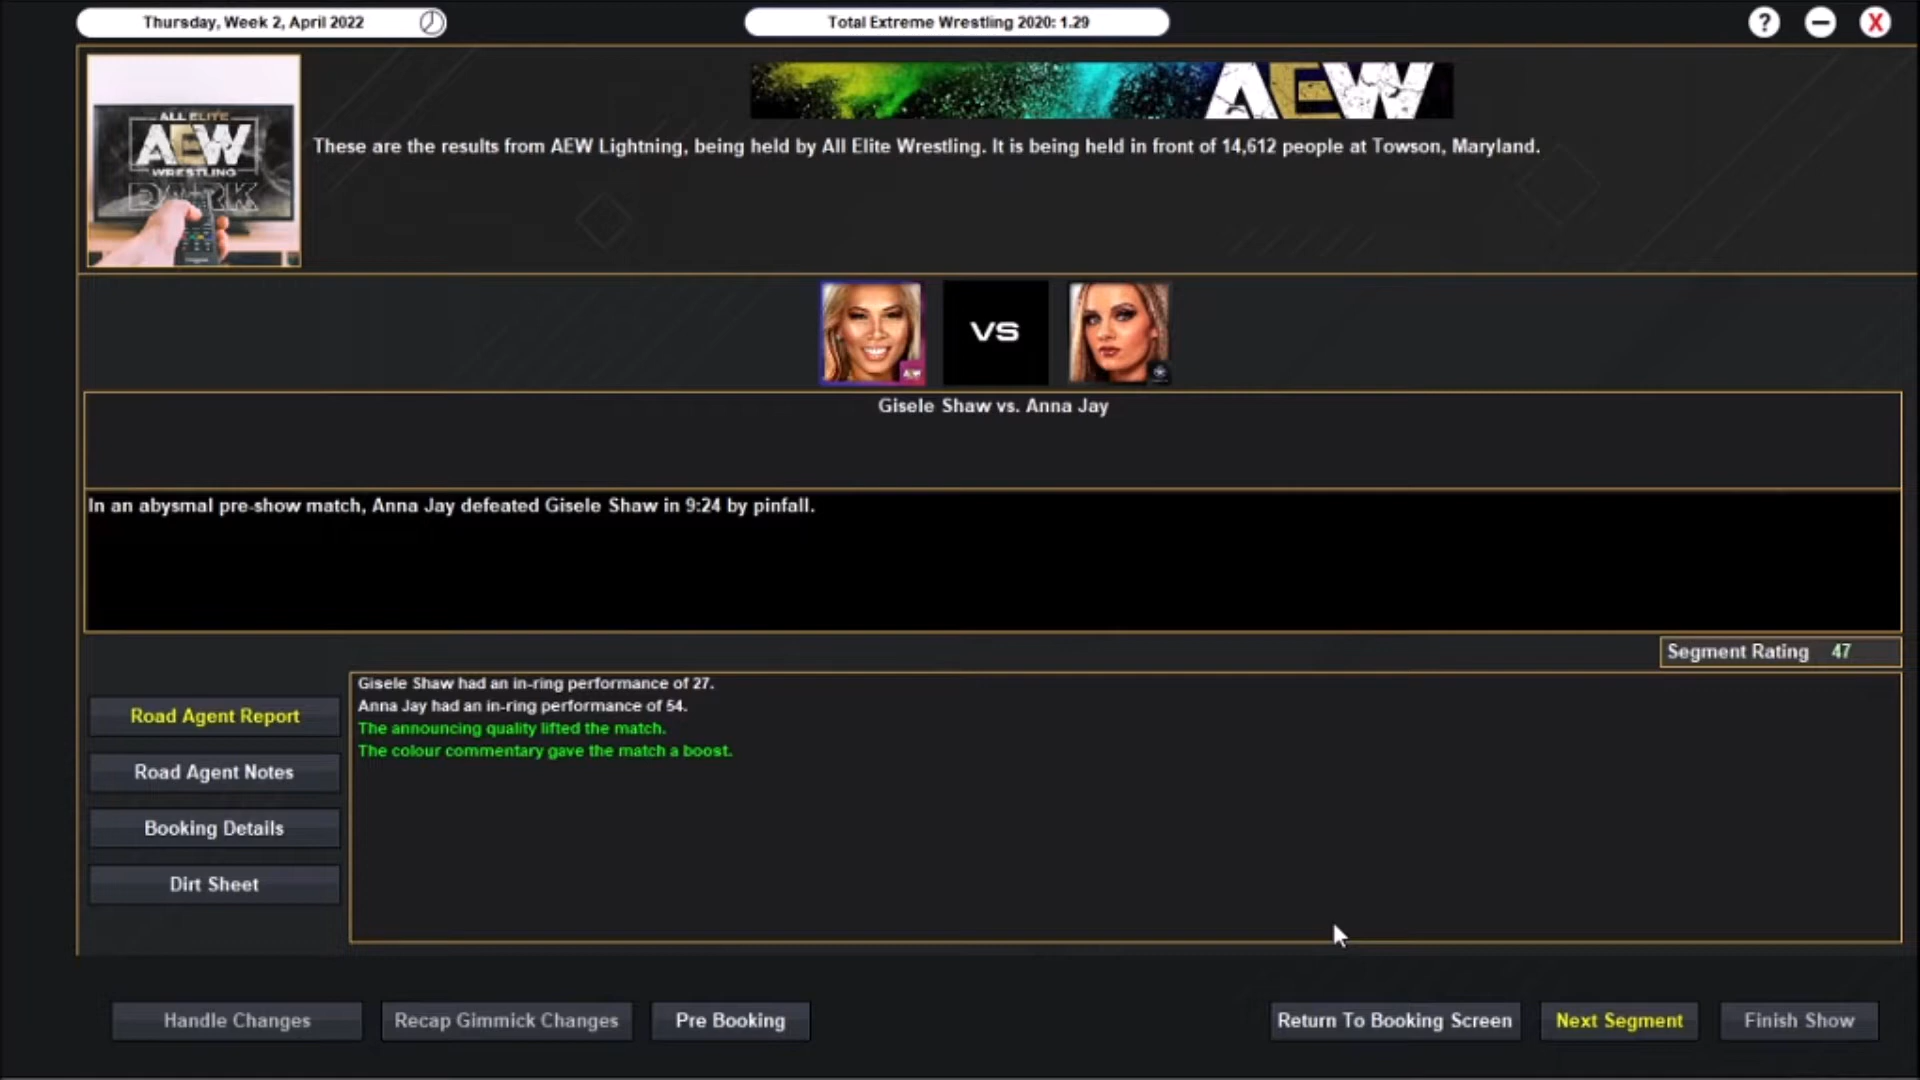 Thursday, Week 2, April 2022
Total Extreme Wrestling 2020: 1.29
?
X
AEW
ALL ELITE
AEW
WRESTLING
DARK
These are the results from AEW Lightning, being held by All Elite Wrestling. It is being held in front of 14,612 people at Towson, Maryland.
AEW
VS
Gisele Shaw vs. Anna Jay
In an abysmal pre-show match, Anna Jay defeated Gisele Shaw in 9:24 by pinfall.
Segment Rating 47
Road Agent Report
Road Agent Notes
Booking Details
Dirt Sheet
Gisele Shaw had an in-ring performance of 27.
Anna Jay had an in-ring performance of 54.
The announcing quality lifted the match.
The colour commentary gave the match a boost.
Handle Changes
Recap Gimmick Changes
Pre Booking
Return To Booking Screen
Next Segment
Finish Show